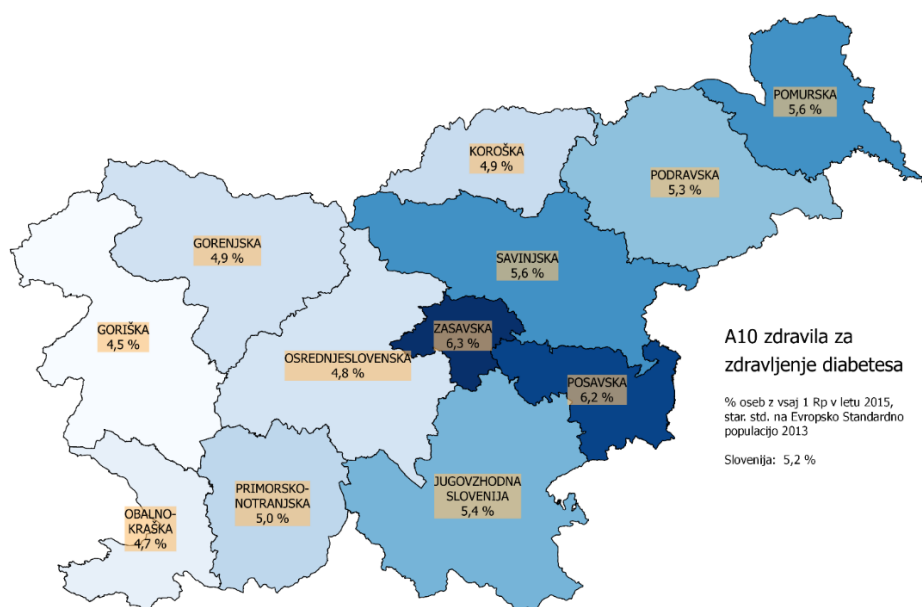 POMURSKA
5,6 %
KOROŠKA
4,9 %
PODRAVSKA
5,3 %
GORENJSKA
4,9 %
SAVINJSKA
5,6 %
GORIŠKA
4,5 %
ZASAVSKA
6,3 %
OSREDNJESLOVENSKA
4,8 %
POSAVSKA
6,2 %
A10 zdravila za
zdravljenje diabetesa
% oseb z vsaj 1 Rp v letu 2015,
star. std. na Evropsko Standardno
populacijo 2013
Slovenija: 5,2 %
JUGOVZHODNA
SLOVENIJA
5,4 %
PRIMORSKO-
NOTRANJSKA
5,0 %
OBALNO-
KRAŠKA
4,7 %